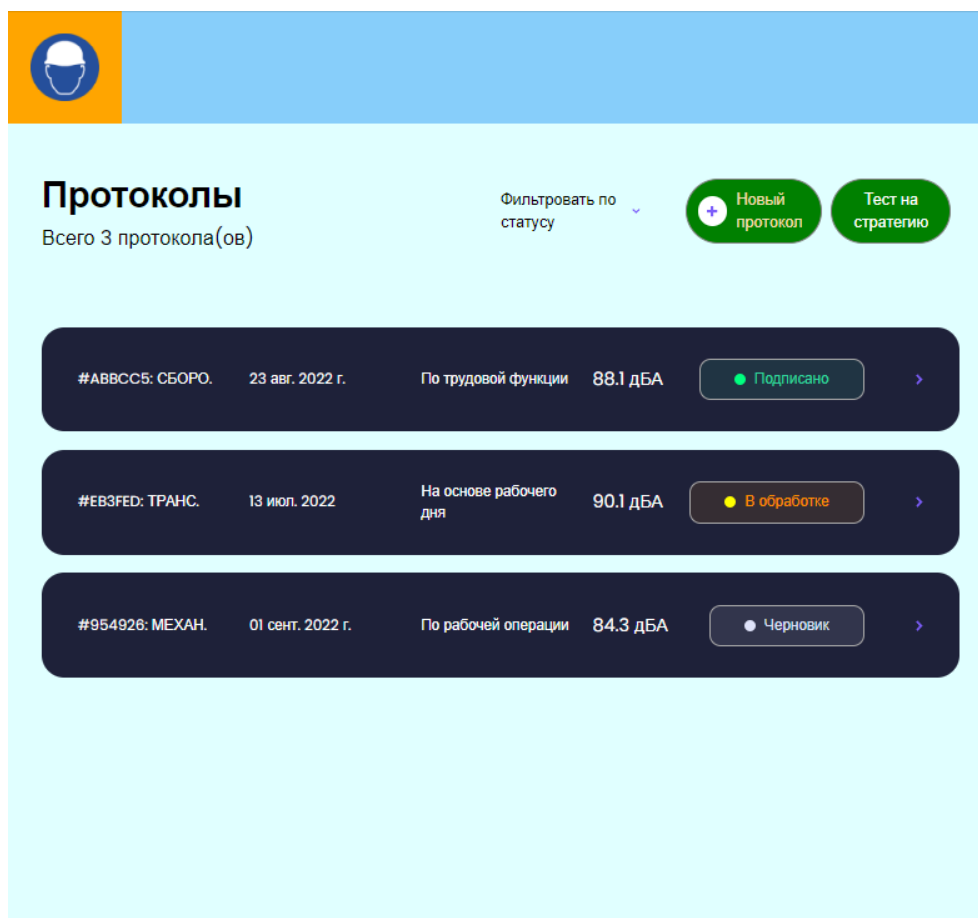 Протоколы
Всего 3 протокола(ов)
Фильтровать по
статусу
Новый
протокол
Тест на
стратегию
#ABBCC5: СБОРО.
23 авг. 2022 г.
По трудовой функции
88.1 дБА
Подписано
#EB3FED: ТРАНС.
13 июл. 2022
На основе рабочего
дня
90.1 дБА
В обработке
#954926: МЕХАН.
01 сент. 2022 г.
По рабочей операции
84.3 дБА
Черновик